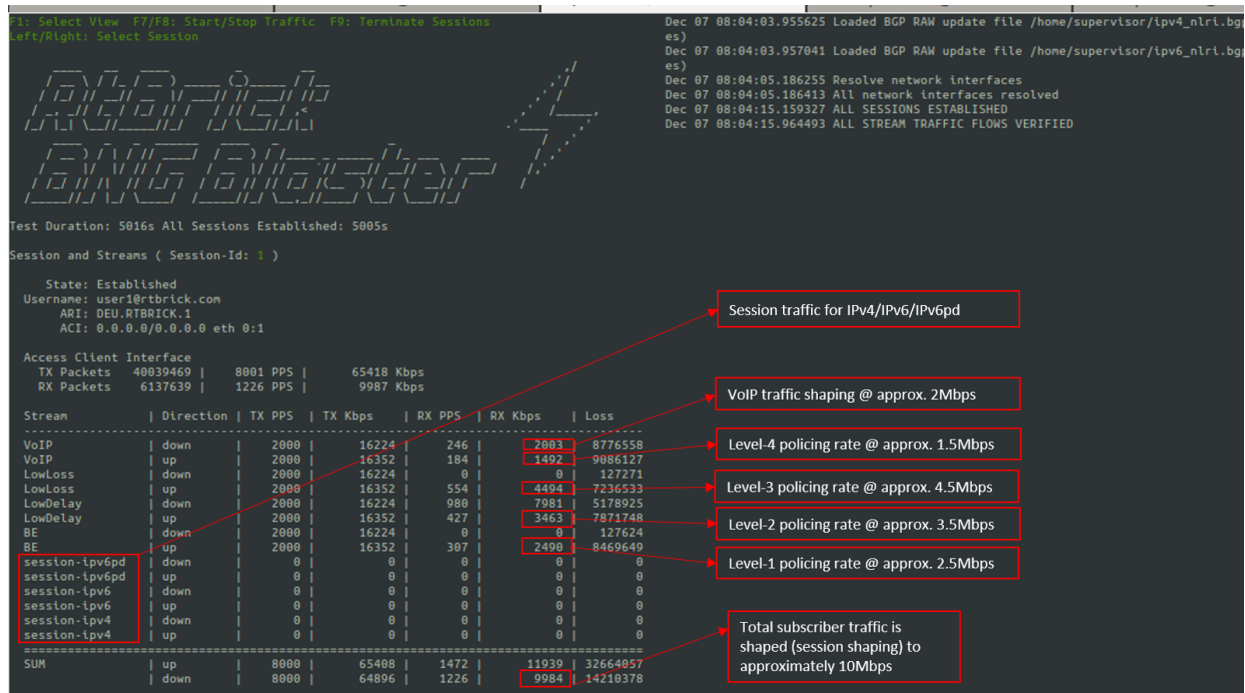 F1: Select View  F7/F8: Start/Stop Traffic  F9: Terminate Sessions
Left/Right: Select Session
RtBrick
BNG Blaster
Test Duration: 5016s All Sessions Established: 5005s
Session and Streams ( Session-Id: 1 )
State: Established
Username: user1@rtbrick.com
ARI: DEU.RTBRICK.1
ACI: 0.0.0.0/0.0.0.0 eth 0:1
Access Client Interface
TX Packets   40039469 |    8001 PPS |      65418 Kbps
RX Packets    6137639 |    1226 PPS |       9987 Kbps
Stream | Direction | TX PPS | TX Kbps | RX PPS | RX Kbps | Loss
VoIP | down | 2000 | 16224 | 246 | 2003 | 8776558
VoIP | up | 2000 | 16352 | 184 | 1492 | 9086127
LowLoss | down | 2000 | 16224 | 0 | 0 | 127271
LowLoss | up | 2000 | 16352 | 554 | 4494 | 7236533
LowDelay | down | 2000 | 16224 | 980 | 7981 | 5178925
LowDelay | up | 2000 | 16352 | 427 | 3463 | 7871748
BE | down | 2000 | 16224 | 0 | 0 | 127624
BE | up | 2000 | 16352 | 307 | 2490 | 8469649
session-ipv6pd | down | 0 | 0 | 0 | 0 | 0
session-ipv6pd | up | 0 | 0 | 0 | 0 | 0
session-ipv6 | down | 0 | 0 | 0 | 0 | 0
session-ipv6 | up | 0 | 0 | 0 | 0 | 0
session-ipv4 | down | 0 | 0 | 0 | 0 | 0
session-ipv4 | up | 0 | 0 | 0 | 0 | 0
SUM | up | 8000 | 65408 | 1472 | 11939 | 32664057
| down | 8000 | 64896 | 1226 | 9984 | 14210378
Dec 07 08:04:03.955625 Loaded BGP RAW update file /home/supervisor/ipv4_nlri.bgp
es)
Dec 07 08:04:03.957041 Loaded BGP RAW update file /home/supervisor/ipv6_nlri.bgp
es)
Dec 07 08:04:05.186255 Resolve network interfaces
Dec 07 08:04:05.186413 All network interfaces resolved
Dec 07 08:04:15.159327 ALL SESSIONS ESTABLISHED
Dec 07 08:04:15.964493 ALL STREAM TRAFFIC FLOWS VERIFIED
Session traffic for IPv4/IPv6/IPv6pd
VoIP traffic shaping @ approx. 2Mbps
Level-4 policing rate @ approx. 1.5Mbps
Level-3 policing rate @ approx. 4.5Mbps
Level-2 policing rate @ approx. 3.5Mbps
Level-1 policing rate @ approx. 2.5Mbps
Total subscriber traffic is
shaped (session shaping) to
approximately 10Mbps